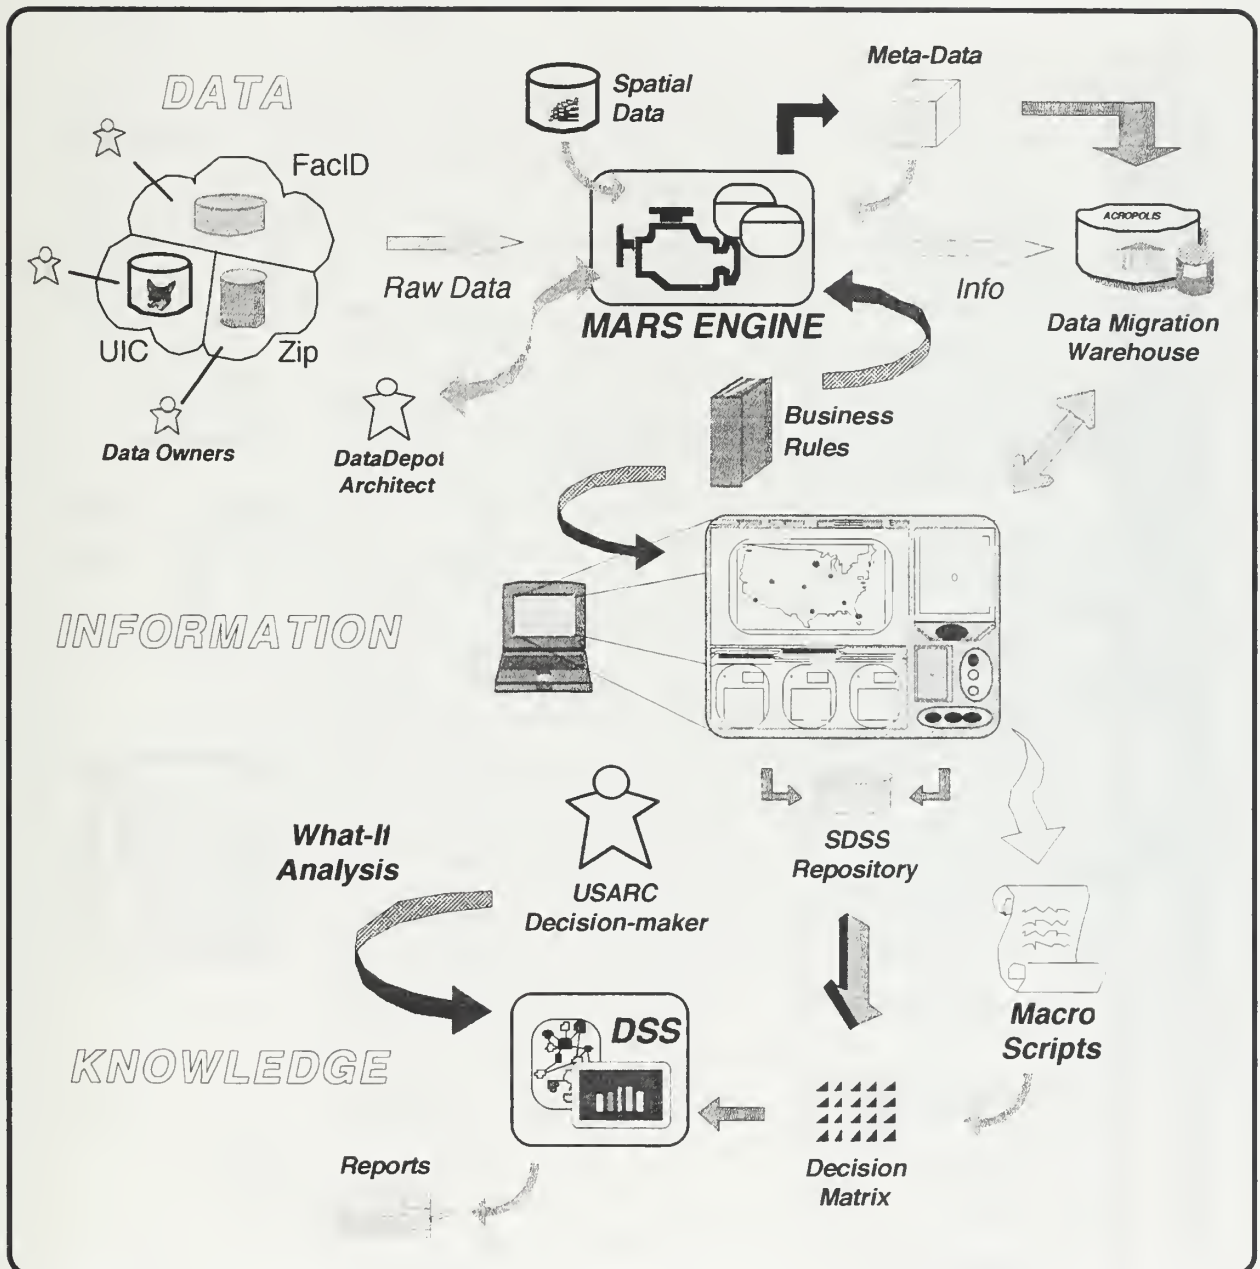 DATA
Spatial
Data
Meta-Data
FacID
UIC
Zip
Data Owners
Raw Data
MARS ENGINE
Info
ACROPOLIS
Data Migration
Warehouse
DataDepot
Architect
Business
Rules
INFORMATION
What-If
Analysis
USARC
Decision-maker
SDSS
Repository
Macro
Scripts
KNOWLEDGE
DSS
Decision
Matrix
Reports